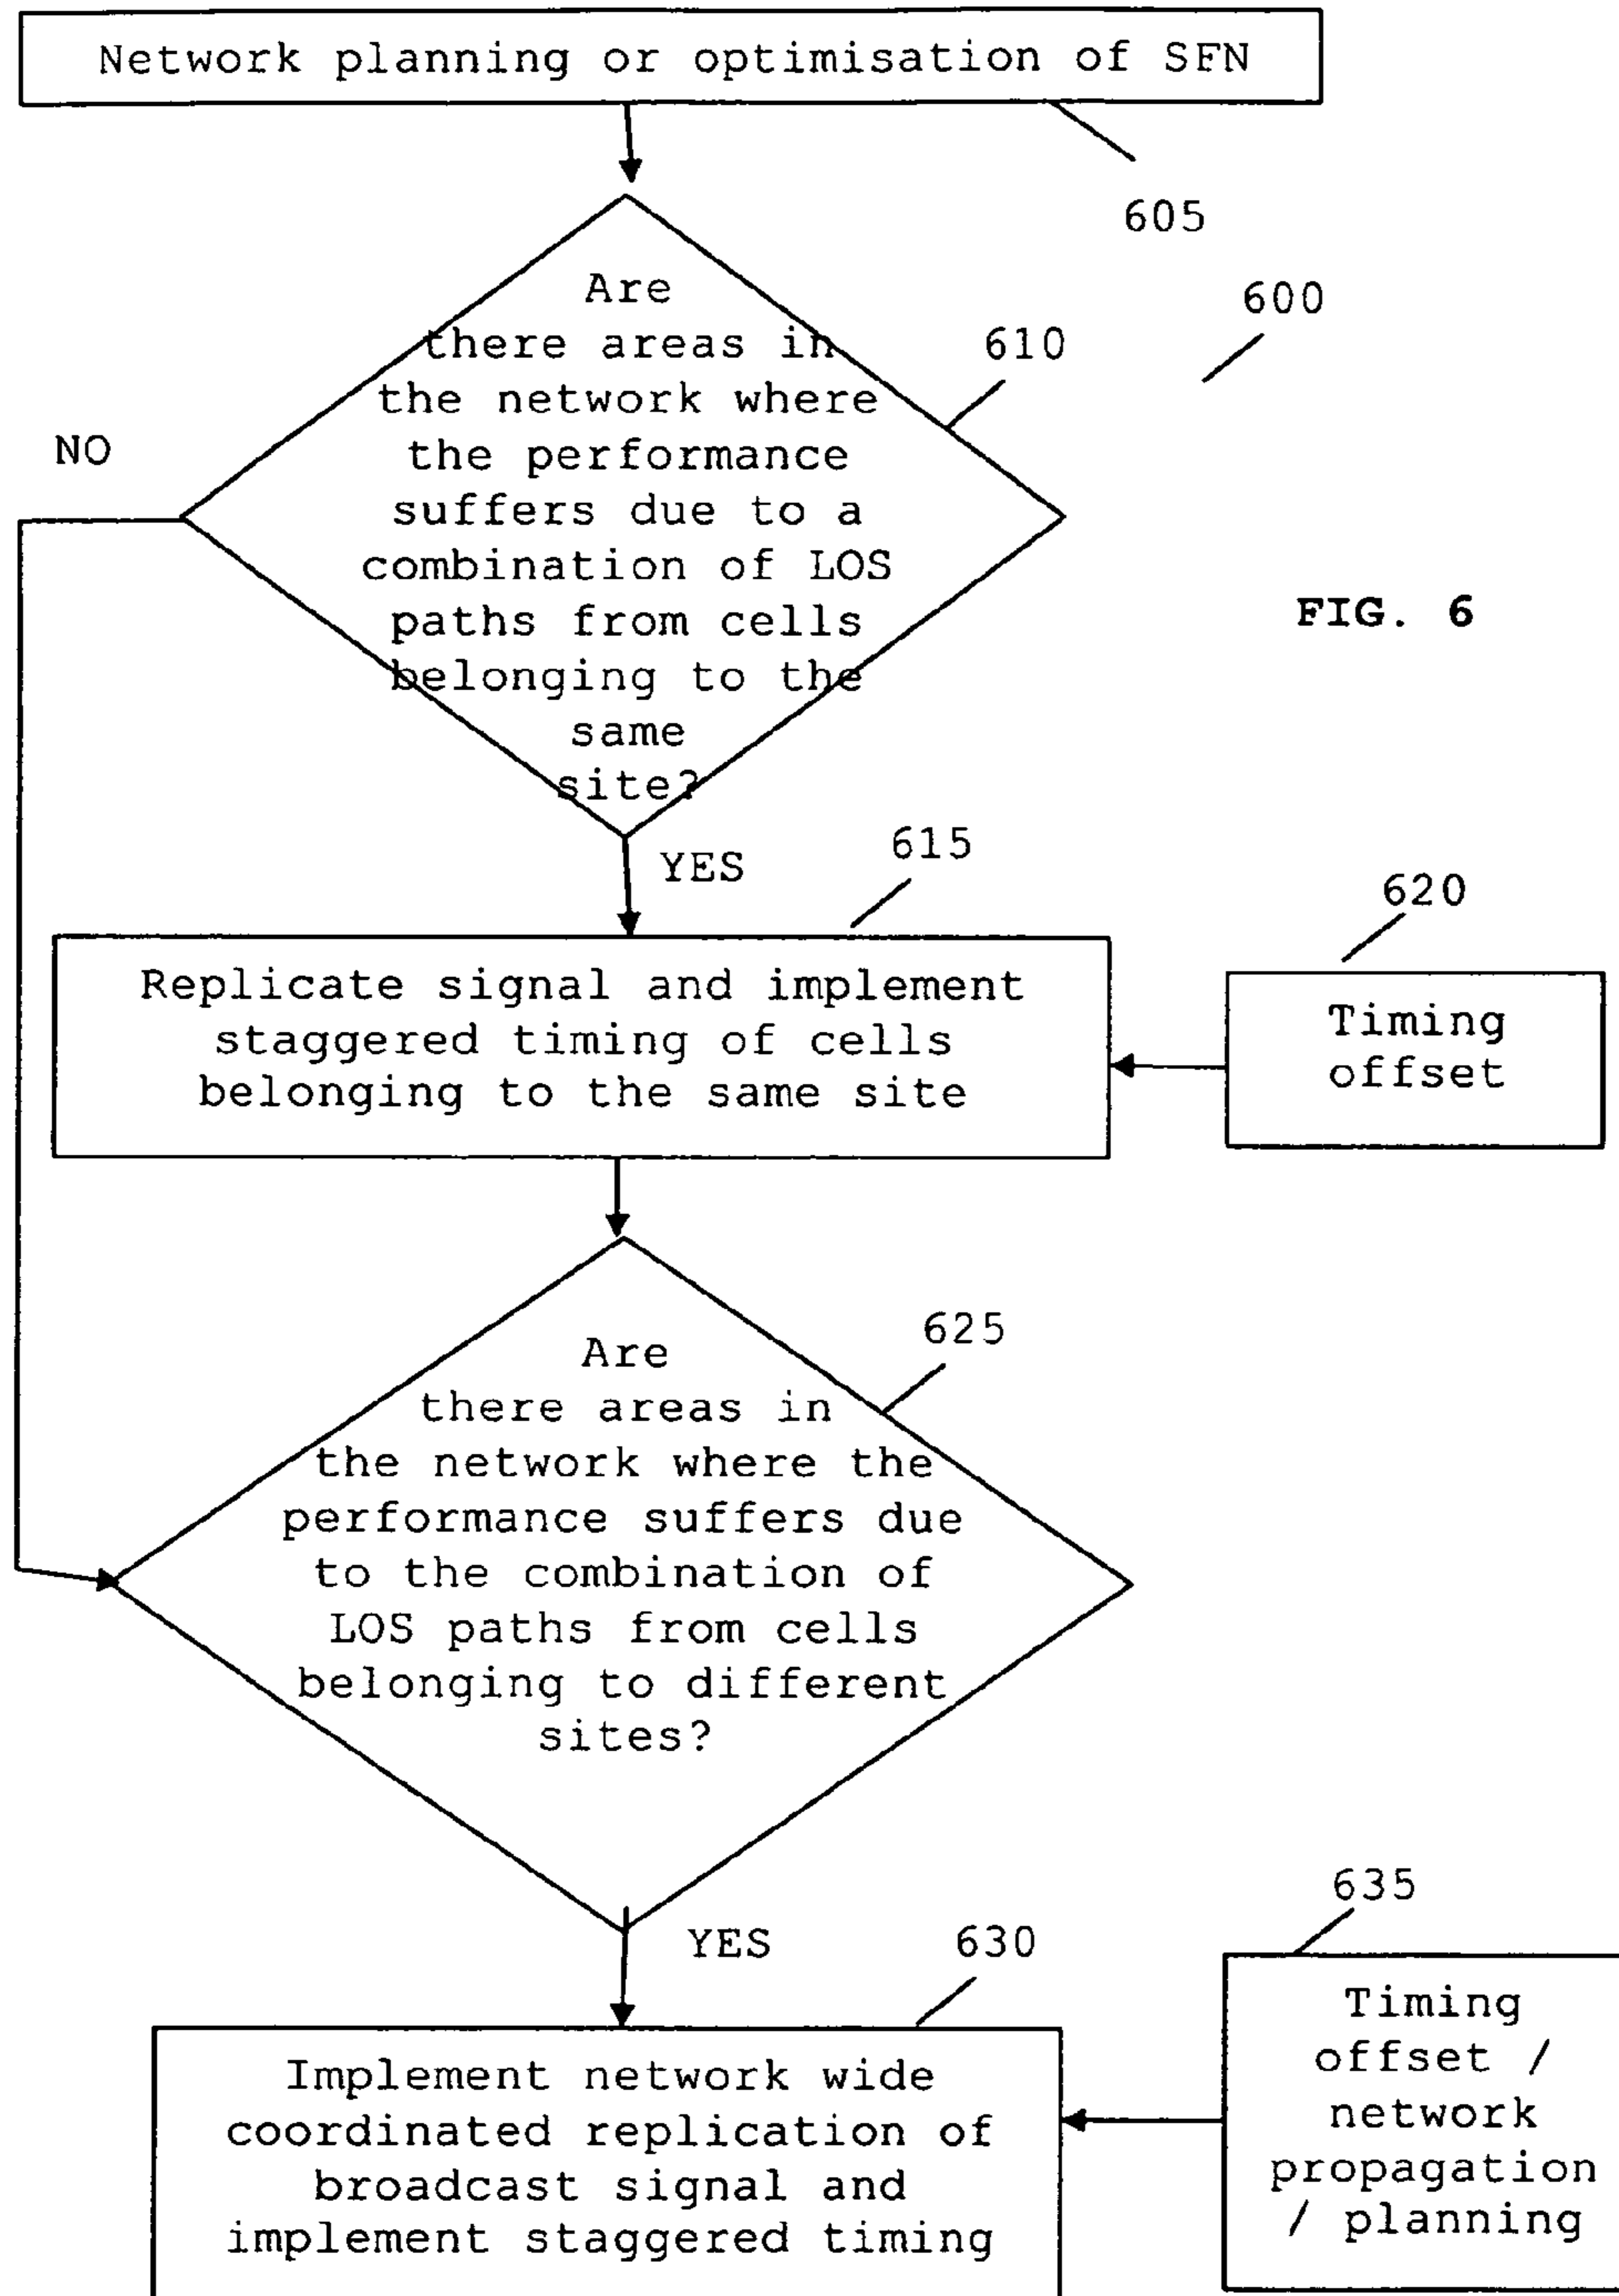 Network planning or optimisation of SFN
605
600
Are
there areas in
the network where
the performance
suffers due to a
combination of LOS
paths from cells
belonging to the
same
site?
610
NO
FIG. 6
YES
615
620
Replicate signal and implement
staggered timing of cells
belonging to the same site
Timing
offset
625
Are
there areas in
the network where the
performance suffers due
to the combination of
LOS paths from cells
belonging to different
sites?
YES
630
635
Implement network wide
coordinated replication of
broadcast signal and
implement staggered timing
Timing
offset /
network
propagation
/ planning